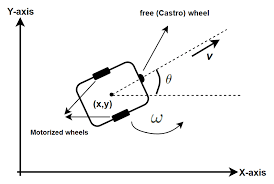 Y-axis
free (Castro) wheel
v
θ
(x,y)
ω
Motorized wheels
X-axis